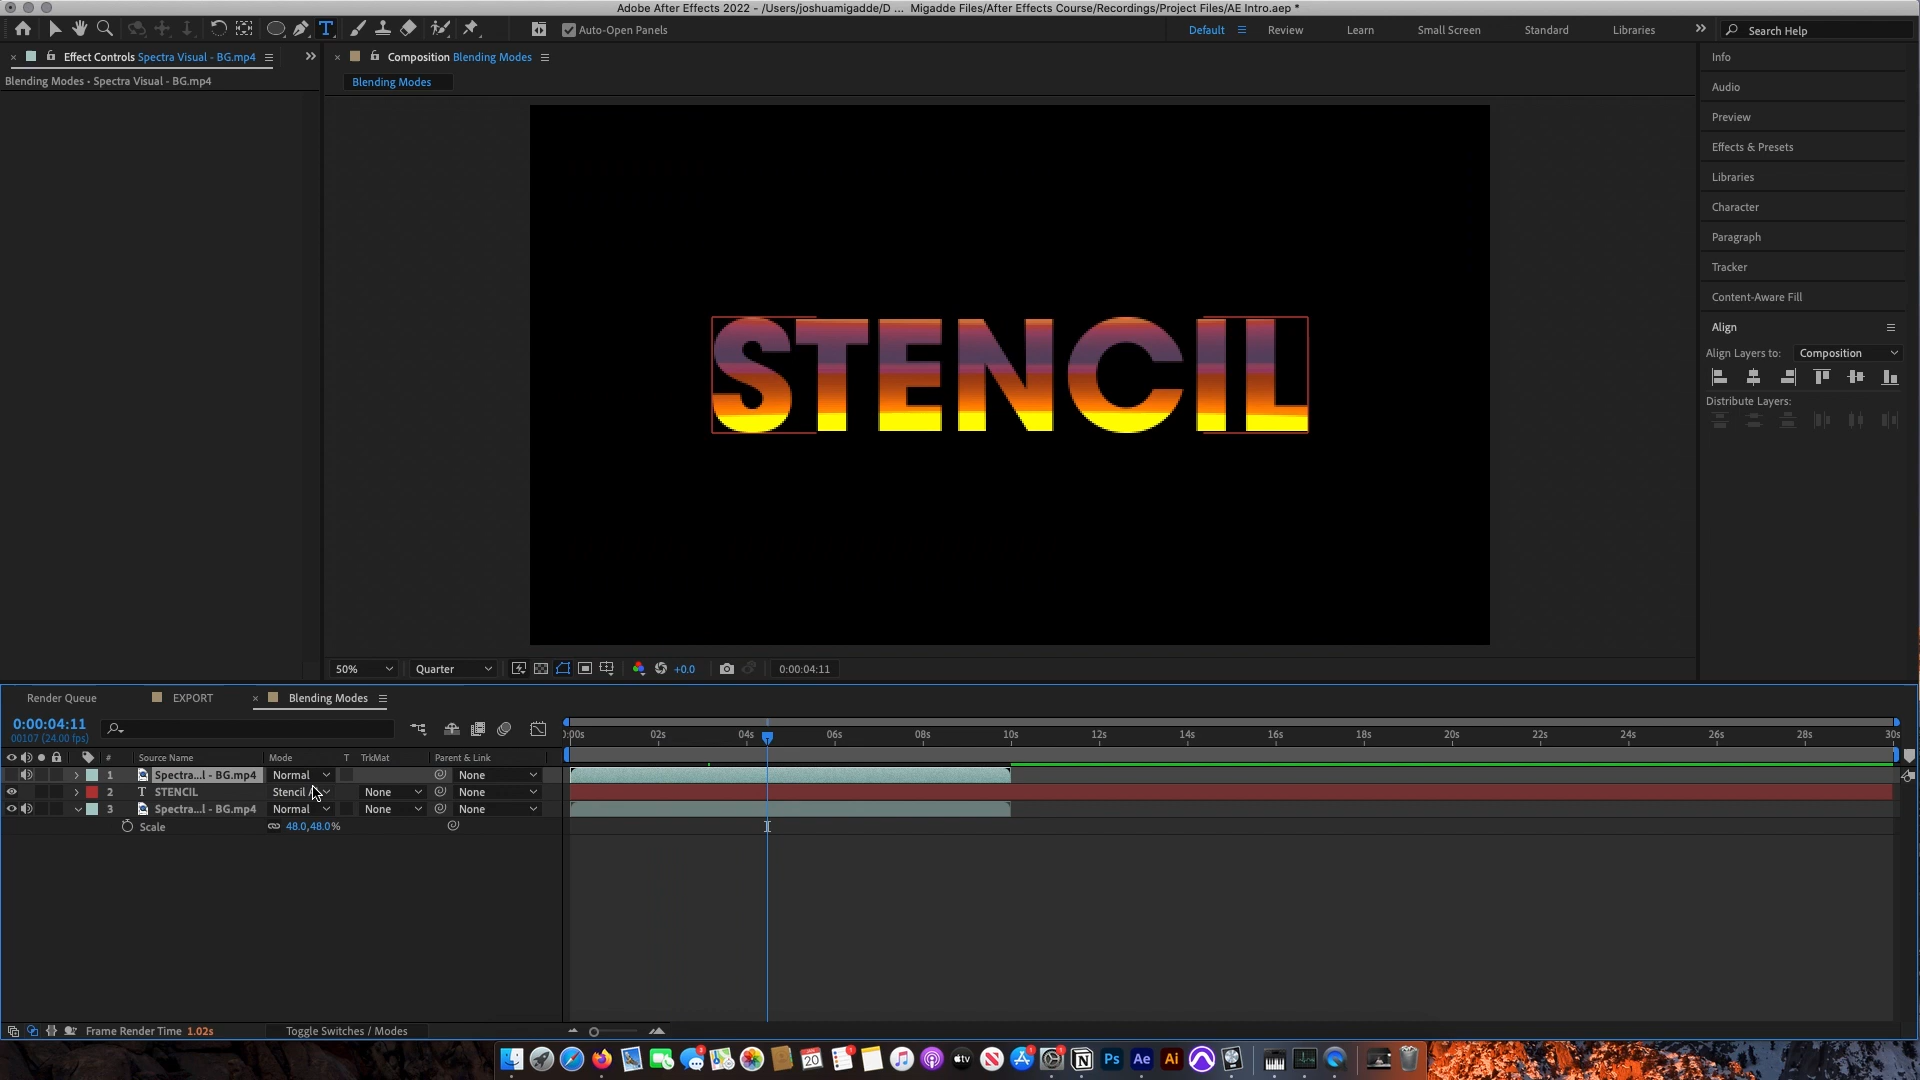 Adobe After Effects 2022 - /Users/joshuamigadde/D ... Migadde Files/After Effects Course/Recordings/Project Files/AE Intro.aep *
Auto-Open Panels
Default
Review
Learn
Small Screen
Standard
Libraries
Search Help
Effect Controls Spectra Visual - BG.mp4
Composition Blending Modes
Blending Modes • Spectra Visual - BG.mp4
Blending Modes
STENCIL
Info
Audio
Preview
Effects & Presets
Libraries
Character
Paragraph
Tracker
Content-Aware Fill
Align
Align Layers to: Composition
Distribute Layers:
50%
Quarter
+0.0
0:00:04:11
Render Queue
EXPORT
Blending Modes
0:00:04:11
00107 (24.00 fps)
):00s 02s 04s 06s 08s 10s 12s 14s 16s 18s 20s 22s 24s 26s 28s 30s
# Source Name Mode T TrkMat Parent & Link
1 Spectra...l - BG.mp4 Normal None
2 T STENCIL Stencil None None
3 Spectra...l - BG.mp4 Normal None None
Scale 48.0,48.0%
Frame Render Time 1.02s
Toggle Switches / Modes
20
tv
Ps
Ae
Ai